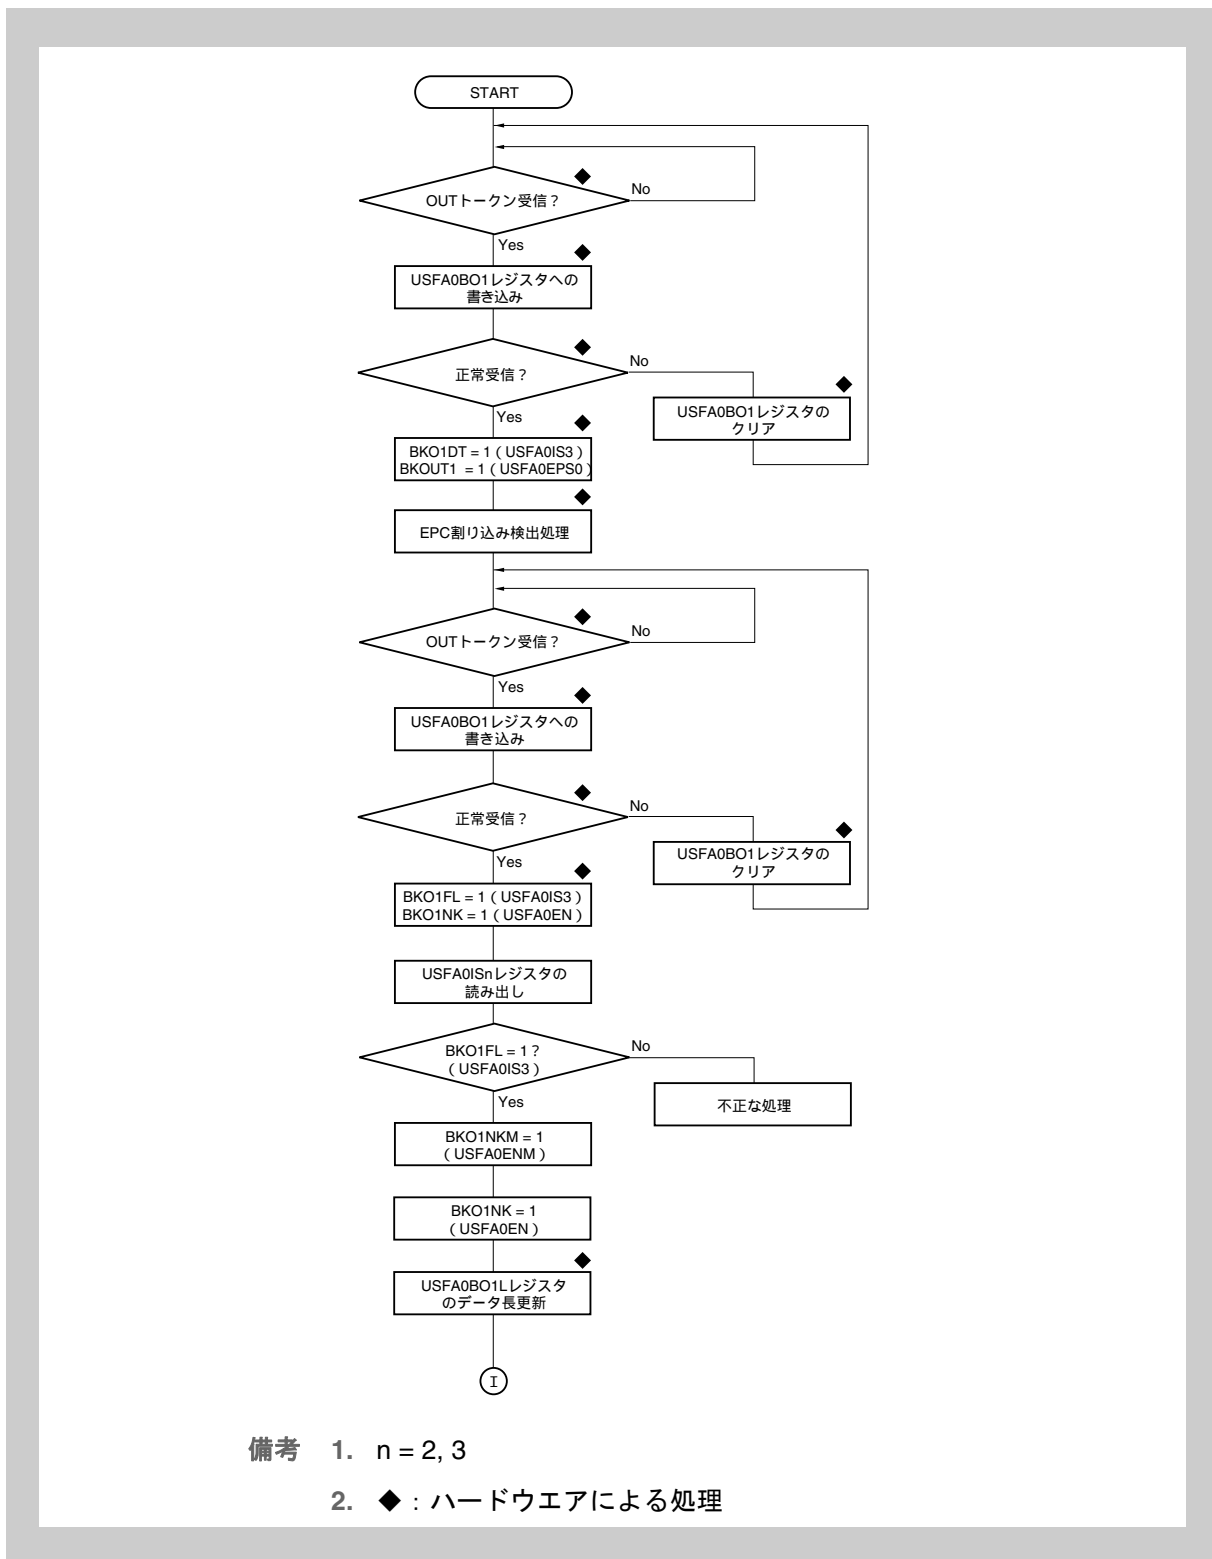 START
OUTトークン受信？
No
Yes
USFA0BO1レジスタへの
書き込み
正常受信？
No
USFA0BO1レジスタの
クリア
Yes
BKO1DT = 1（USFA0IS3）
BKOUT1 = 1（USFA0EPS0）
EPC割り込み検出処理
OUTトークン受信？
No
Yes
USFA0BO1レジスタへの
書き込み
正常受信？
No
USFA0BO1レジスタの
クリア
Yes
BKO1FL = 1（USFA0IS3）
BKO1NK = 1（USFA0EN）
USFA0ISnレジスタの
読み出し
BKO1FL = 1？
（USFA0IS3）
No
不正な処理
Yes
BKO1NKM = 1
（USFA0ENM）
BKO1NK = 1
（USFA0EN）
USFA0BO1Lレジスタ
のデータ長更新
I
備考 1. n = 2, 3
2. ◆：ハードウエアによる処理